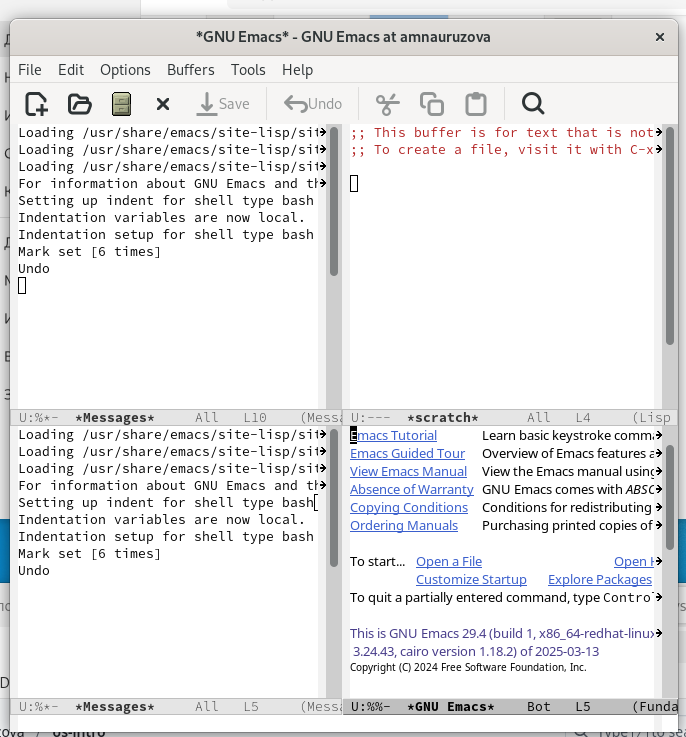 *GNU Emacs* - GNU Emacs at amnauruzova
File Edit Options Buffers Tools Help
Save Undo
Loading /usr/share/emacs/site-lisp/sit
Loading /usr/share/emacs/site-lisp/sit
Loading /usr/share/emacs/site-lisp/sit
For information about GNU Emacs and th
Setting up indent for shell type bash
Indentation variables are now local.
Indentation setup for shell type bash
Mark set [6 times]
Undo
U:%*- *Messages* All L10 (Messa
;; This buffer is for text that is not
;; To create a file, visit it with C-x
U:--- *scratch* All L4 (Lisp
Loading /usr/share/emacs/site-lisp/sit
Loading /usr/share/emacs/site-lisp/sit
Loading /usr/share/emacs/site-lisp/sit
For information about GNU Emacs and th
Setting up indent for shell type bash
Indentation variables are now local.
Indentation setup for shell type bash
Mark set [6 times]
Undo
U:%*- *Messages* All L5 (Messa
Emacs Tutorial Learn basic keystroke comma
Emacs Guided Tour Overview of Emacs features a
View Emacs Manual View the Emacs manual using
Absence of Warranty GNU Emacs comes with ABSO
Copying Conditions Conditions for redistributing
Ordering Manuals Purchasing printed copies of
To start... Open a File Open H
Customize Startup Explore Packages
To quit a partially entered command, type Contro
This is GNU Emacs 29.4 (build 1, x86_64-redhat-linux
3.24.43, cairo version 1.18.2) of 2025-03-13
Copyright (C) 2024 Free Software Foundation, Inc.
U:%%- *GNU Emacs* Bot L5 (Funda